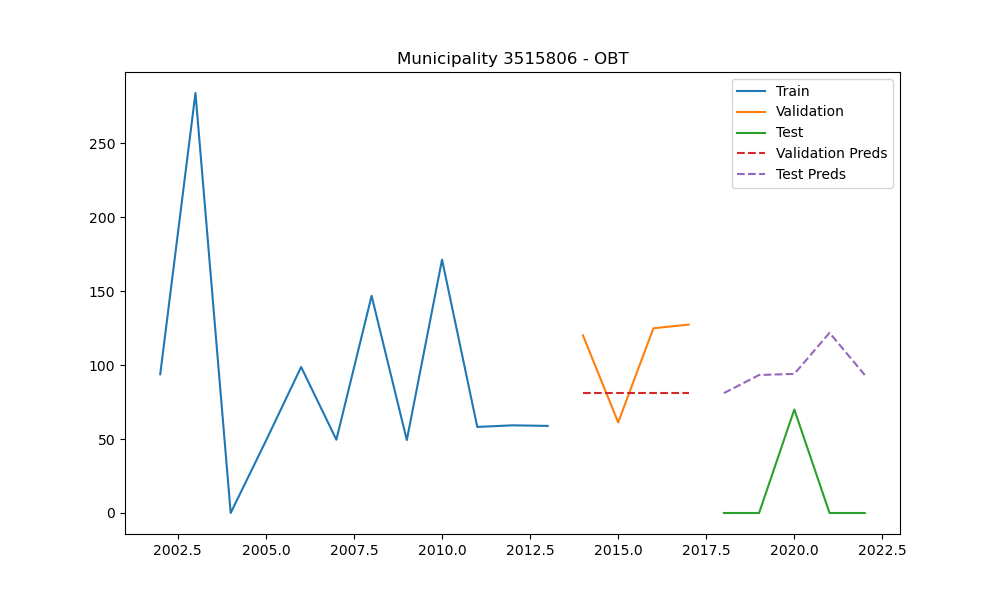 Municipality 3515806 - OBT
Train
Validation
Test
Validation Preds
Test Preds
250
200
150
100
50
0
2002.5 2005.0 2007.5 2010.0 2012.5 2015.0 2017.5 2020.0 2022.5